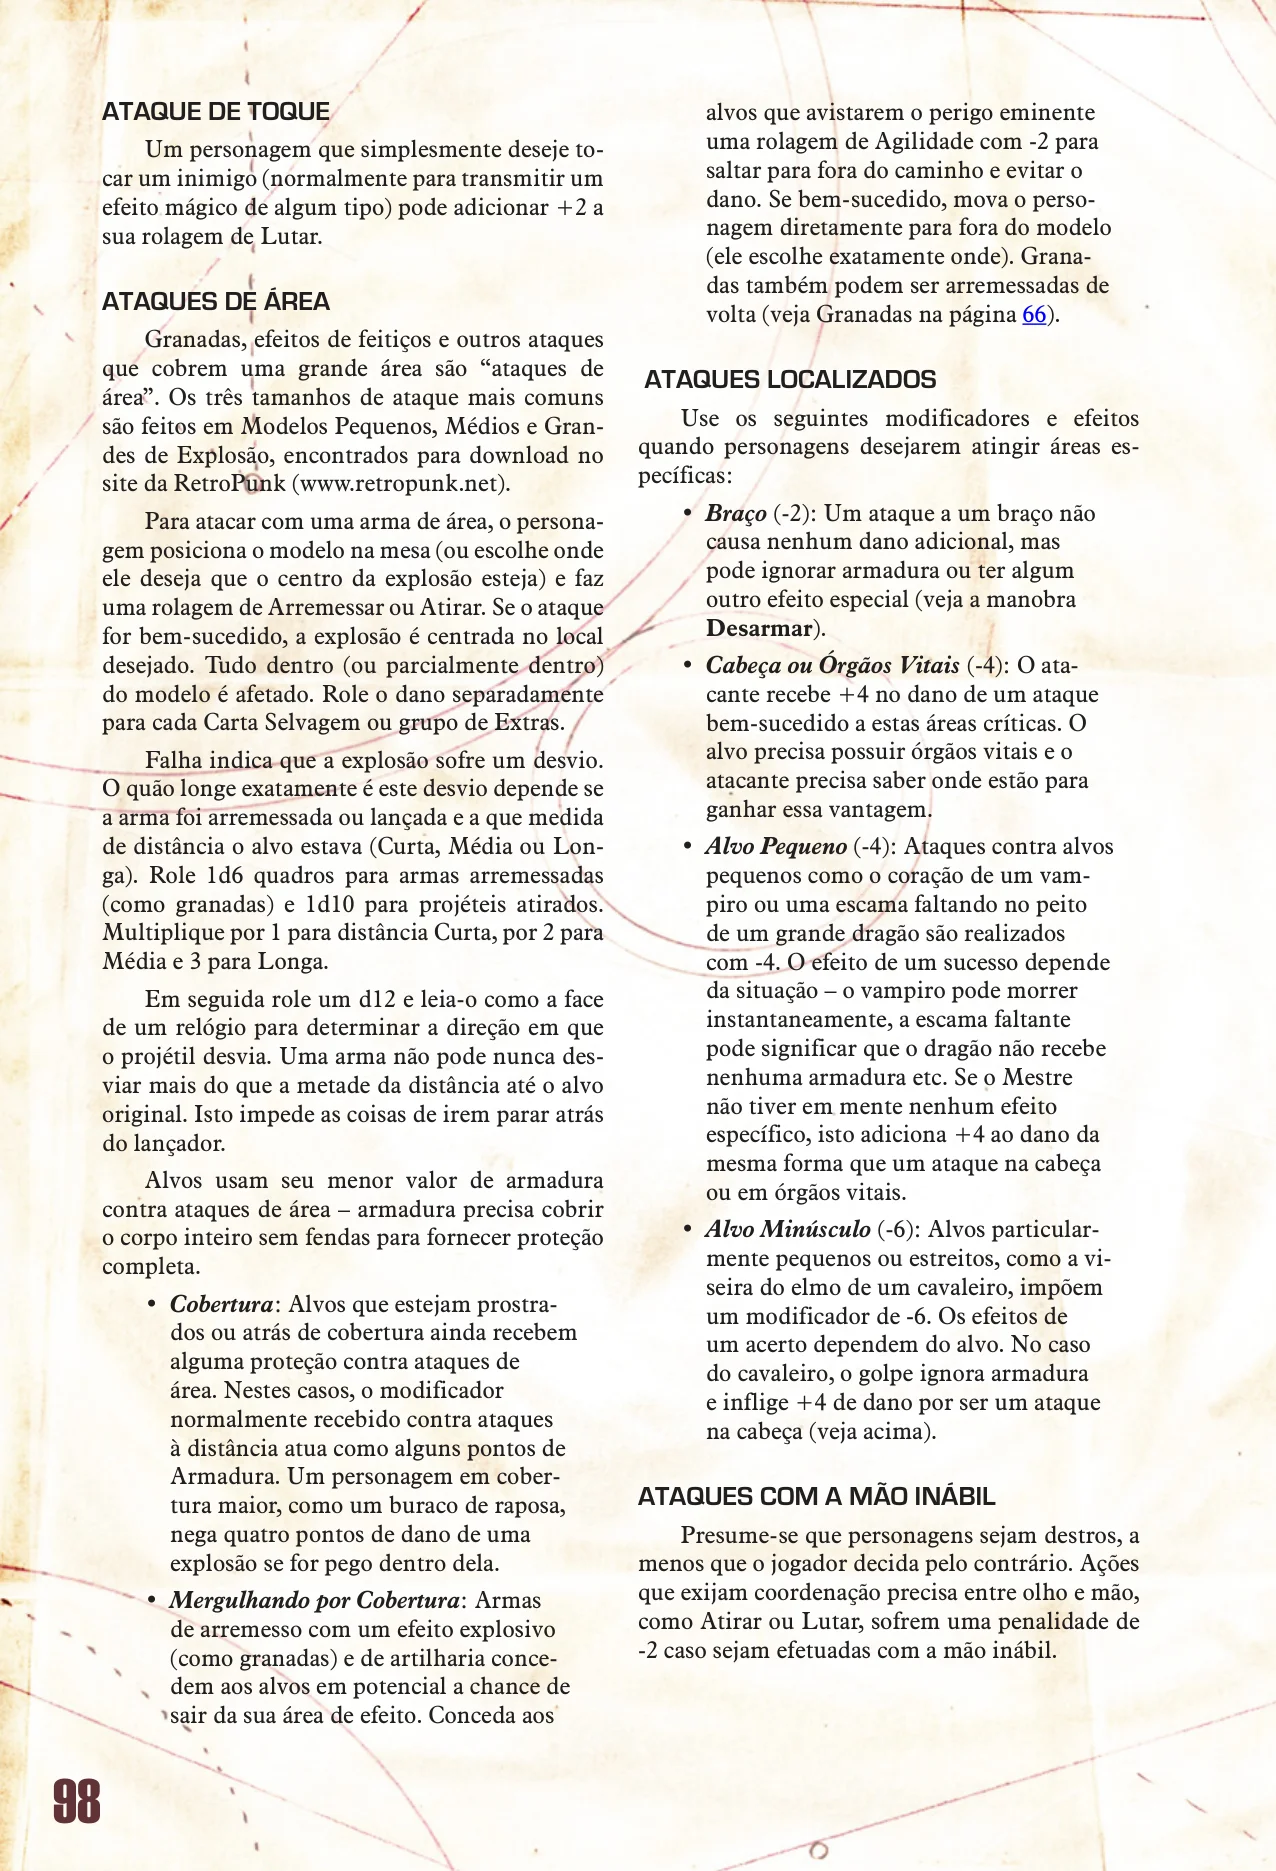 ATAQUE DE TOQUE
Um personagem que simplesmente deseje to-
car um inimigo (normalmente para transmitir um
efeito mágico de algum tipo) pode adicionar +2 a
sua rolagem de Lutar.
ATAQUES DE ÁREA
Granadas, efeitos de feitiços e outros ataques
que cobrem uma grande área são “ataques de
área”. Os três tamanhos de ataque mais comuns
são feitos em Modelos Pequenos, Médios e Gran-
des de Explosão, encontrados para download no
site da RetroPunk (www.retropunk.net).
Para atacar com uma arma de área, o persona-
gem posiciona o modelo na mesa (ou escolhe onde
ele deseja que o centro da explosão esteja) e faz
uma rolagem de Arremessar ou Atirar. Se o ataque
for bem-sucedido, a explosão é centrada no local
desejado. Tudo dentro (ou parcialmente dentro)
do modelo é afetado. Role o dano separadamente
para cada Carta Selvagem ou grupo de Extras.
Falha indica que a explosão sofre um desvio.
O quão longe exatamente é este desvio depende se
a arma foi arremessada ou lançada e a que medida
de distância o alvo estava (Curta, Média ou Lon-
ga). Role 1d6 quadros para armas arremessadas
(como granadas) e 1d10 para projéteis atirados.
Multiplique por 1 para distância Curta, por 2 para
Média e 3 para Longa.
Em seguida role um d12 e leia-o como a face
de um relógio para determinar a direção em que
o projétil desvia. Uma arma não pode nunca des-
viar mais do que a metade da distância até o alvo
original. Isto impede as coisas de irem parar atrás
do lançador.
Alvos usam seu menor valor de armadura
contra ataques de área – armadura precisa cobrir
o corpo inteiro sem fendas para fornecer proteção
completa.
• Cobertura: Alvos que estejam prostra-
dos ou atrás de cobertura ainda recebem
alguma proteção contra ataques de
área. Nestes casos, o modificador
normalmente recebido contra ataques
à distância atua como alguns pontos de
Armadura. Um personagem em cober-
tura maior, como um buraco de raposa,
nega quatro pontos de dano de uma
explosão se for pego dentro dela.
• Mergulhando por Cobertura: Armas
de arremesso com um efeito explosivo
(como granadas) e de artilharia conce-
dem aos alvos em potencial a chance de
sair da sua área de efeito. Conceda aos
alvos que avistarem o perigo eminente
uma rolagem de Agilidade com -2 para
saltar para fora do caminho e evitar o
dano. Se bem-sucedido, mova o perso-
nagem diretamente para fora do modelo
(ele escolhe exatamente onde). Grana-
das também podem ser arremessadas de
volta (veja Granadas na página 66).
ATAQUES LOCALIZADOS
Use os seguintes modificadores e efeitos
quando personagens desejarem atingir áreas es-
pecíficas:
• Braço (-2): Um ataque a um braço não
causa nenhum dano adicional, mas
pode ignorar armadura ou ter algum
outro efeito especial (veja a manobra
Desarmar).
• Cabeça ou Órgãos Vitais (-4): O ata-
cante recebe +4 no dano de um ataque
bem-sucedido a estas áreas críticas. O
alvo precisa possuir órgãos vitais e o
atacante precisa saber onde estão para
ganhar essa vantagem.
• Alvo Pequeno (-4): Ataques contra alvos
pequenos como o coração de um vam-
piro ou uma escama faltando no peito
de um grande dragão são realizados
com -4. O efeito de um sucesso depende
da situação – o vampiro pode morrer
instantaneamente, a escama faltante
pode significar que o dragão não recebe
nenhuma armadura etc. Se o Mestre
não tiver em mente nenhum efeito
específico, isto adiciona +4 ao dano da
mesma forma que um ataque na cabeça
ou em órgãos vitais.
• Alvo Minúsculo (-6): Alvos particular-
mente pequenos ou estreitos, como a vi-
seira do elmo de um cavaleiro, impõem
um modificador de -6. Os efeitos de
um acerto dependem do alvo. No caso
do cavaleiro, o golpe ignora armadura
e inflige +4 de dano por ser um ataque
na cabeça (veja acima).
ATAQUES COM A MÃO INÁBIL
Presume-se que personagens sejam destros, a
menos que o jogador decida pelo contrário. Ações
que exijam coordenação precisa entre olho e mão,
como Atirar ou Lutar, sofrem uma penalidade de
-2 caso sejam efetuadas com a mão inábil.
98